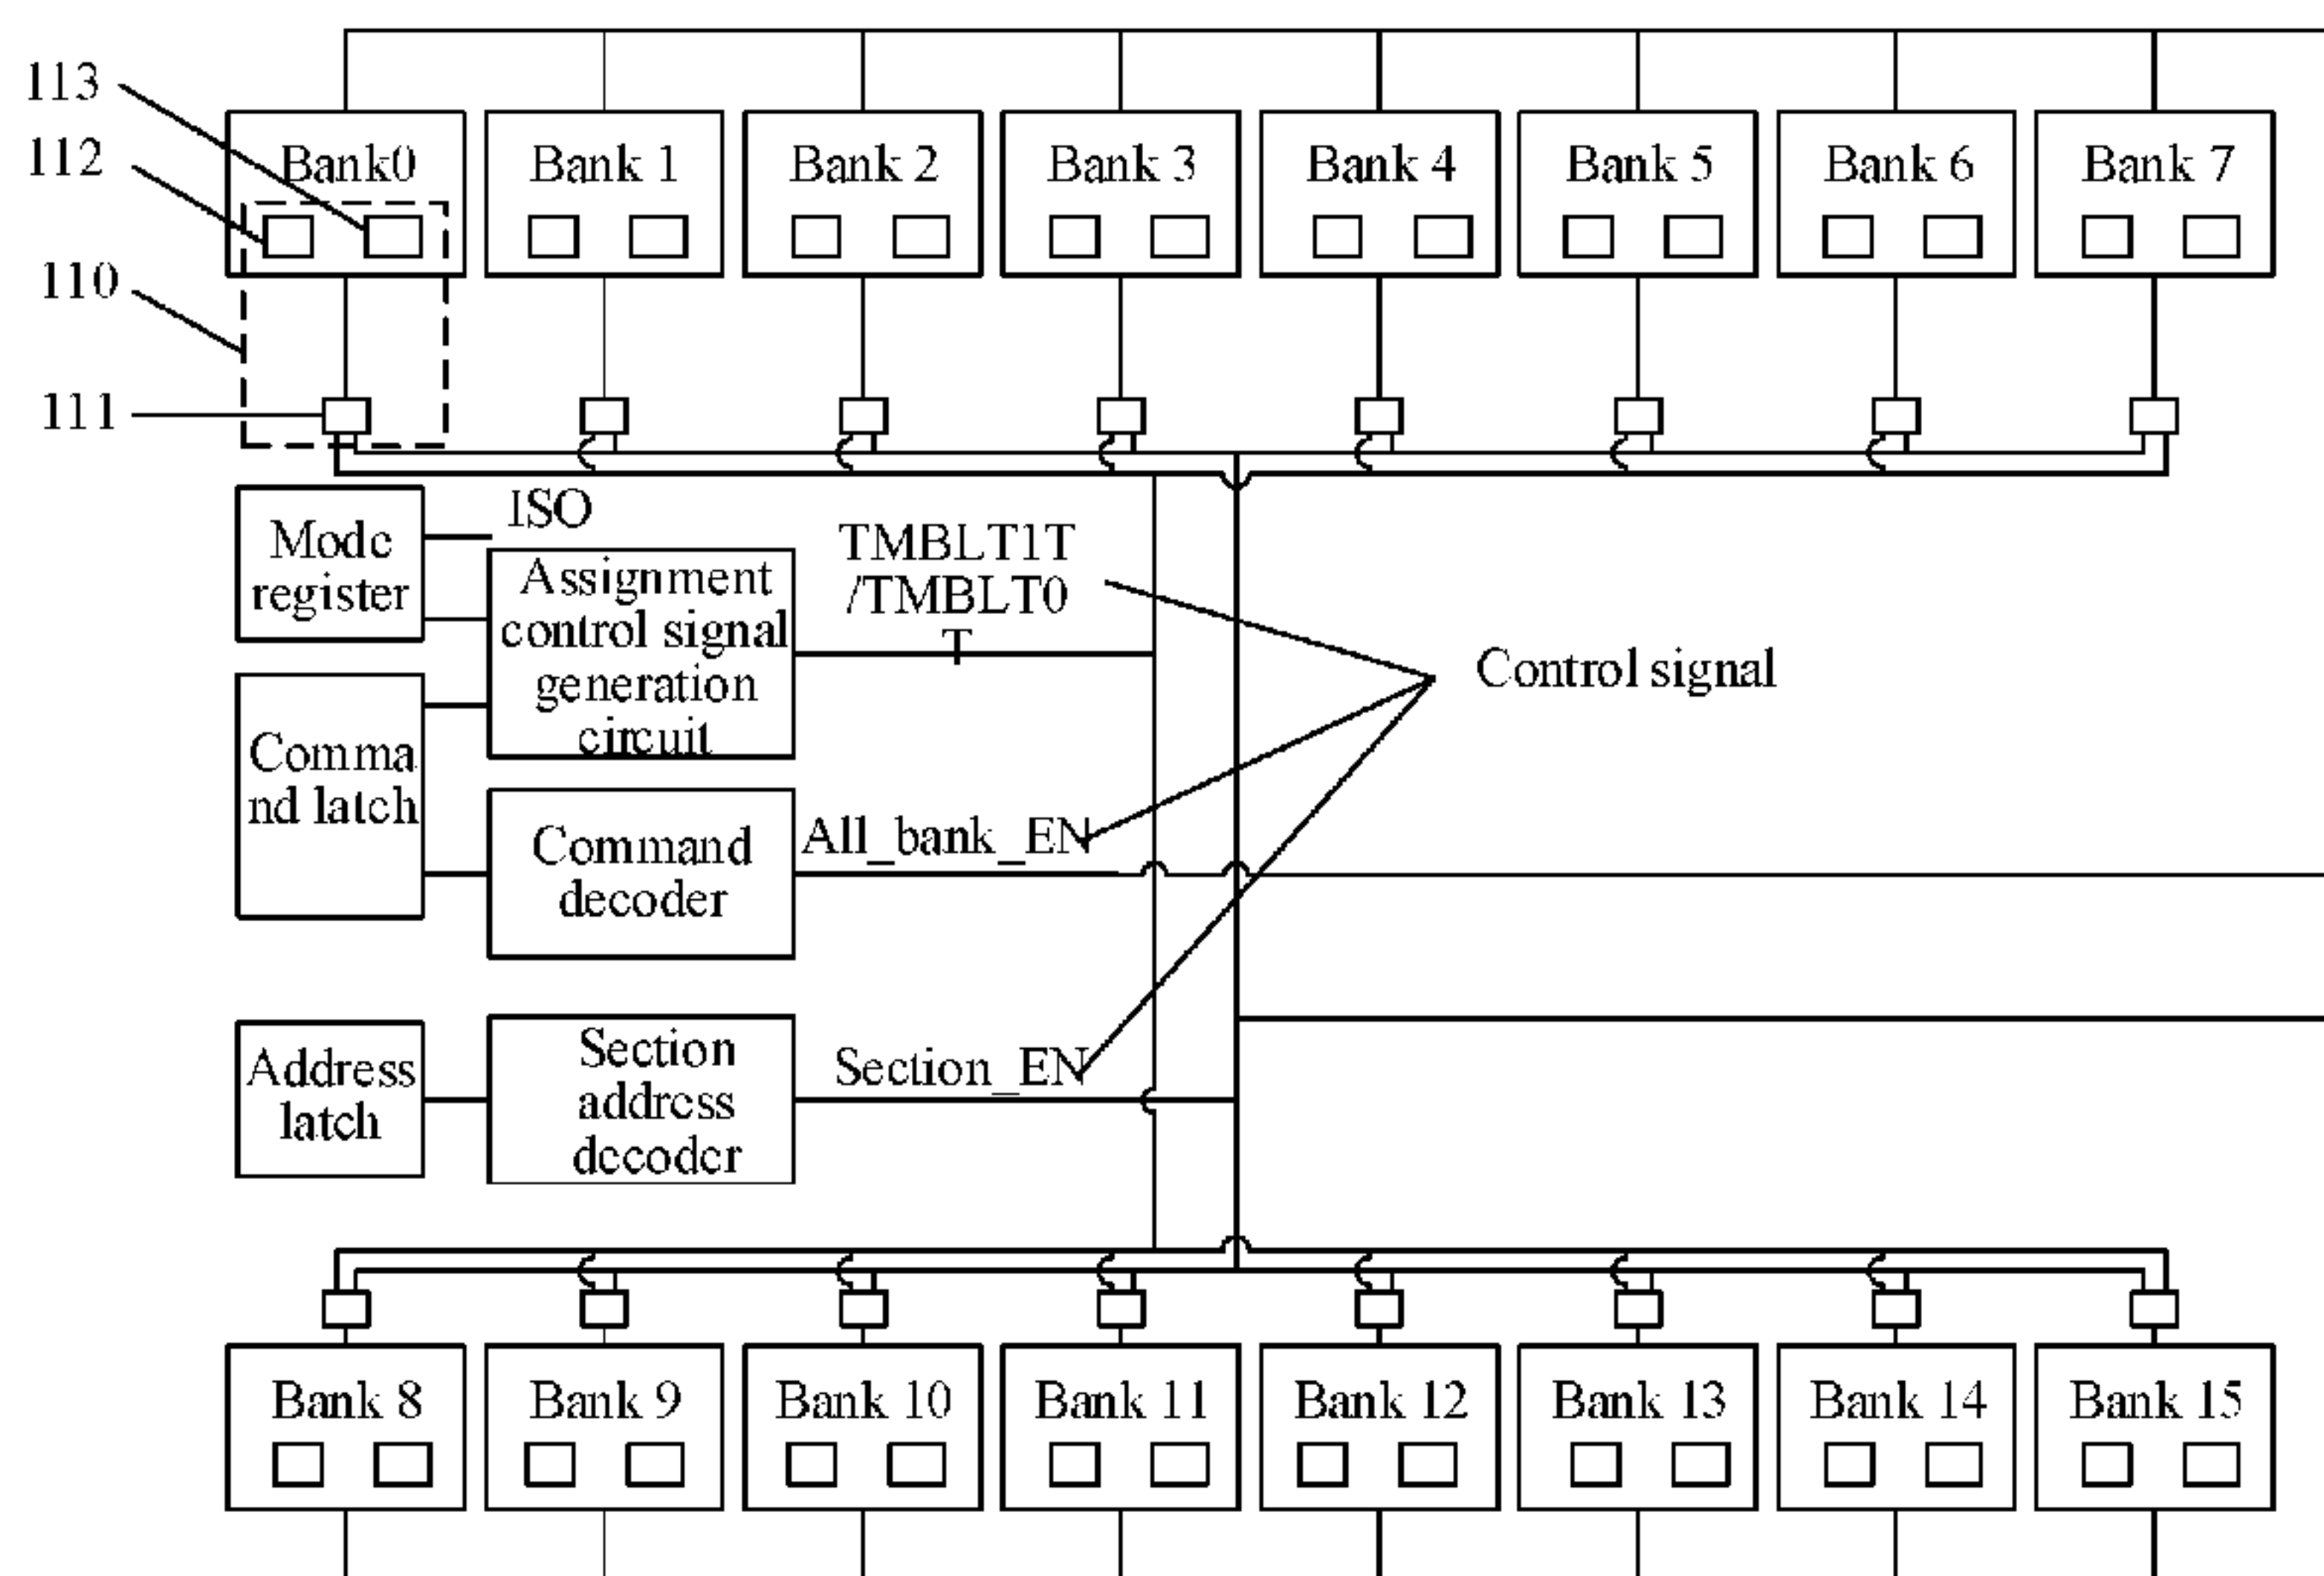 113
112
Bank0
Bank 1
Bank 2
Bank 3
Bank 4
Bank 5
Bank 6
Bank 7
110
111
ISO
Mode
register
Assignment
control signal
generation
circuit
TMBLT1T
/TMBLT0
T
Control signal
Comma
nd latch
Command
decoder
All_bank_EN
Address
latch
Section
address
decoder
Section_EN
Bank 8
Bank 9
Bank 10
Bank 11
Bank 12
Bank 13
Bank 14
Bank 15